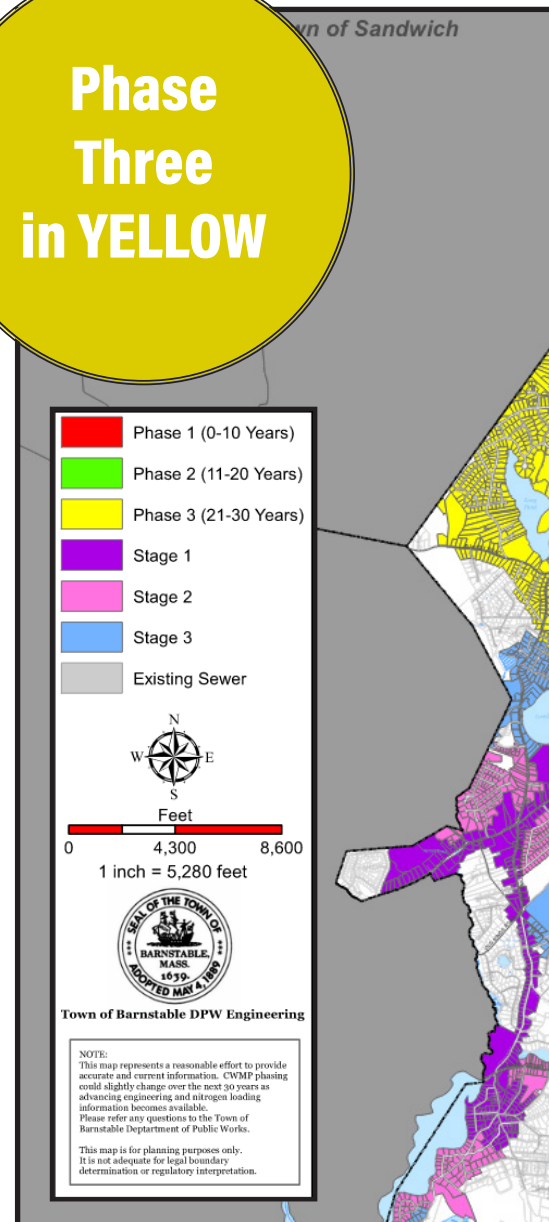 wn of Sandwich
Phase
Three
in YELLOW
Phase 1 (0-10 Years)
Phase 2 (11-20 Years)
Phase 3 (21-30 Years)
Stage 1
Stage 2
Stage 3
Existing Sewer
N
W E
S
Feet
0 4,300 8,600
1 inch = 5,280 feet
SEAL OF THE TOWN OF
BARNSTABLE,
MASS.
1639.
ADOPTED MAY 4, 1889
Town of Barnstable DPW Engineering
NOTE:
This map represents a reasonable effort to provide
accurate and current information. CWMP phasing
could slightly change over the next 30 years as
advancing engineering and nitrogen loading
information becomes available.
Please refer any questions to the Town of
Barnstable Deptartment of Public Works.
This map is for planning purposes only.
It is not adequate for legal boundary
determination or regulatory interpretation.